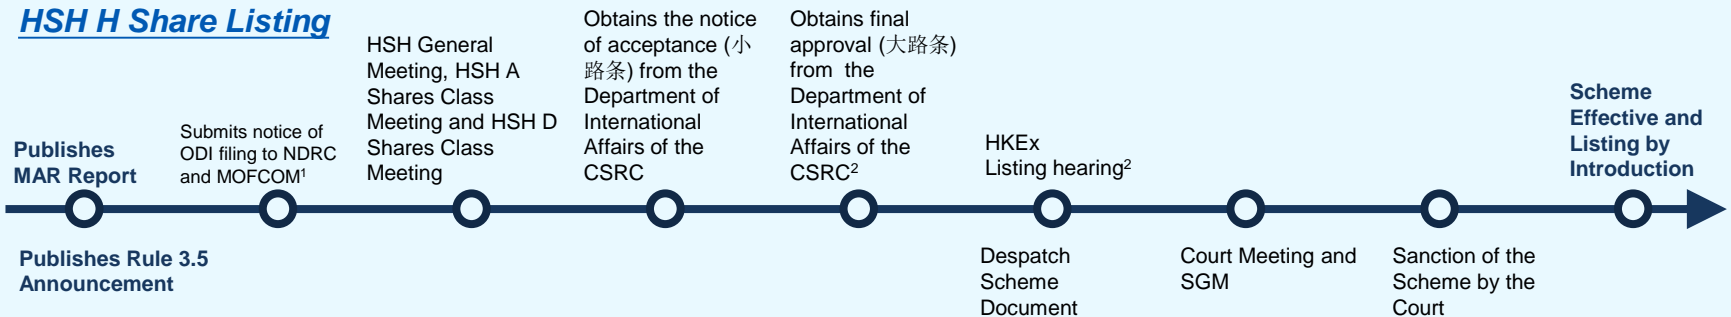 HSH H Share Listing
Publishes
MAR Report
Submits notice of
ODI filing to NDRC
and MOFCOM¹
HSH General
Meeting, HSH A
Shares Class
Meeting and HSH D
Shares Class
Meeting
Obtains the notice
of acceptance (小
路条) from the
Department of
International
Affairs of the
CSRC
Obtains final
approval (大路条)
from the
Department of
International
Affairs of the
CSRC²
HKEx
Listing hearing²
Scheme
Effective and
Listing by
Introduction
Publishes Rule 3.5
Announcement
Despatch
Scheme
Document
Court Meeting and
SGM
Sanction of the
Scheme by the
Court